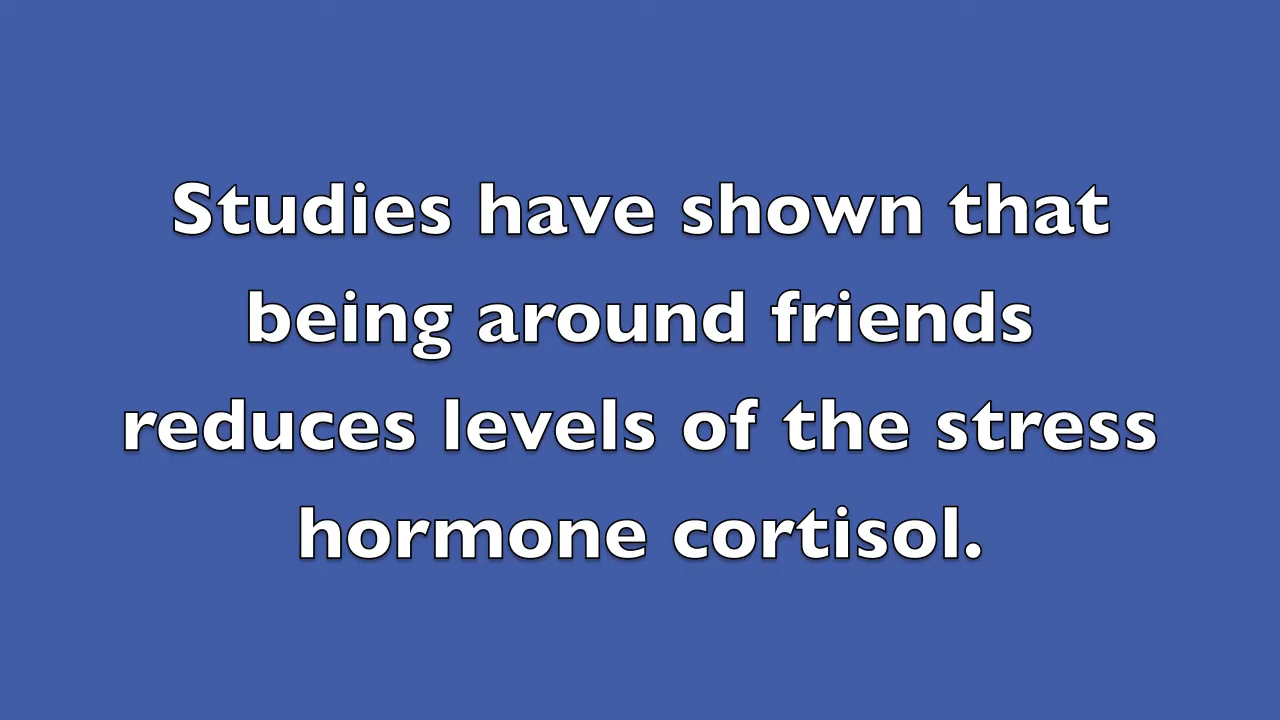 Studies have shown that
being around friends
reduces levels of the stress
hormone cortisol.